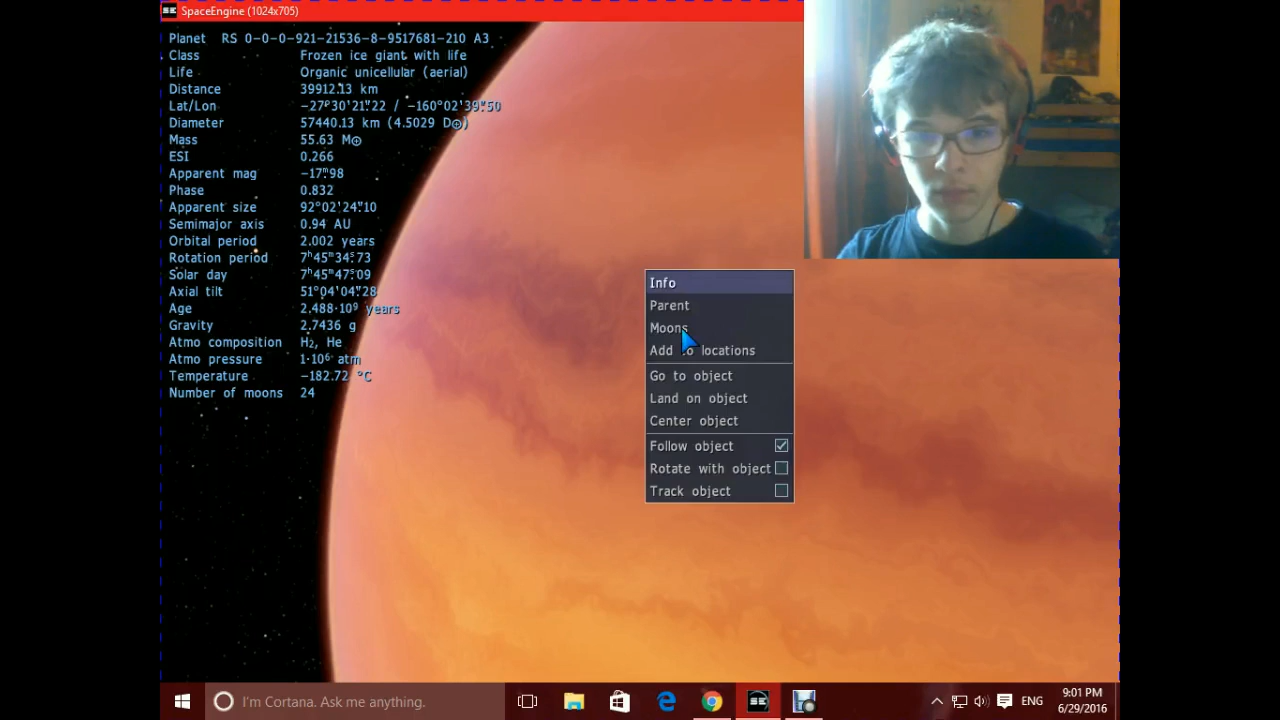 SpaceEngine (1024x705)
Planet RS 0-0-0-921-21536-8-9517681-210 A3
Class Frozen ice giant with life
Life Organic unicellular (aerial)
Distance 39912.13 km
Lat/Lon -27°30'21"22 / -160°02'39"50
Diameter 57440.13 km (4.5029 D⊕)
Mass 55.63 M⊕
ESI 0.266
Apparent mag -17ᵐ98
Phase 0.832
Apparent size 92°02'24"10
Semimajor axis 0.94 AU
Orbital period 2.002 years
Rotation period 7ʰ45ᵐ34ˢ73
Solar day 7ʰ45ᵐ47ˢ09
Axial tilt 51°04'04"28
Age 2.488·10⁹ years
Gravity 2.7436 g
Atmo composition H₂, He
Atmo pressure 1·10⁶ atm
Temperature -182.72 °C
Number of moons 24
Info
Parent
Moons
Add to locations
Go to object
Land on object
Center object
Follow object
Rotate with object
Track object
I'm Cortana. Ask me anything.
SE
ENG
9:01 PM
6/29/2016